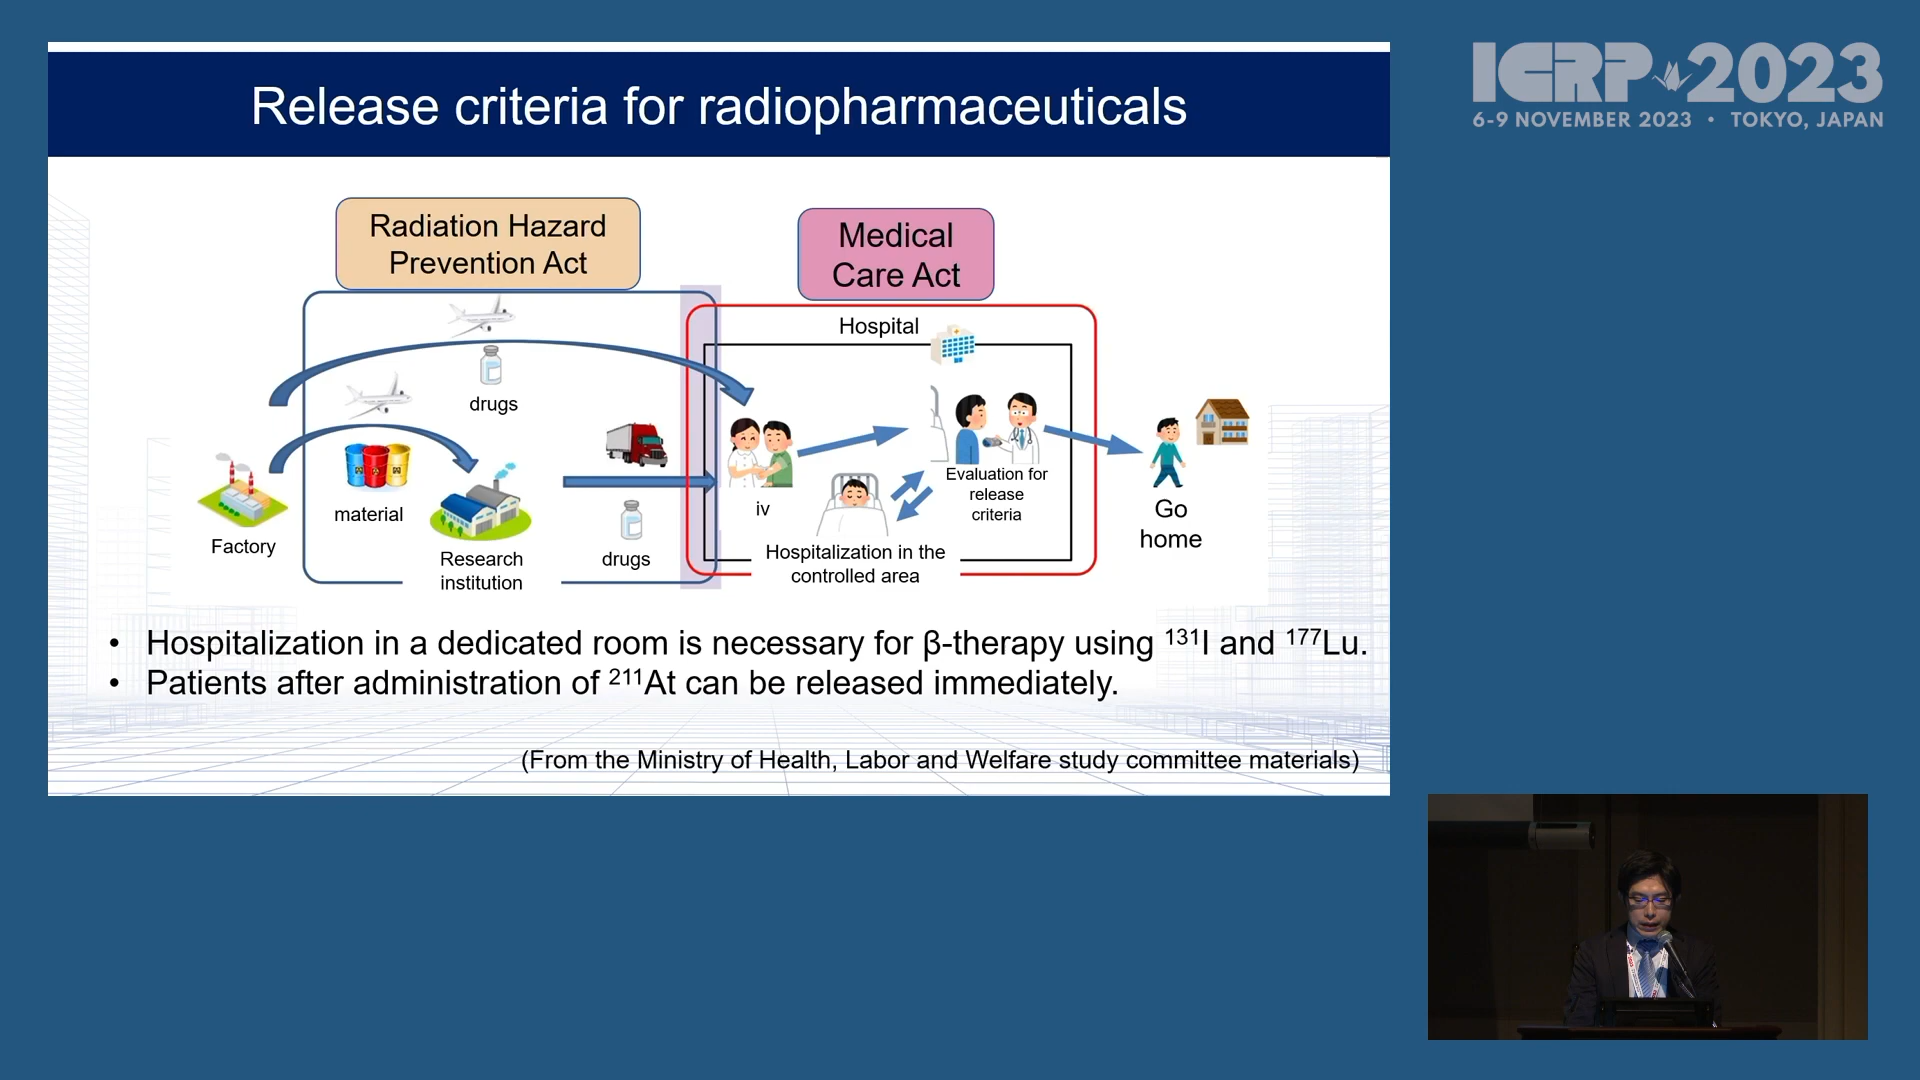 ICRP 2023
6-9 NOVEMBER 2023 • TOKYO, JAPAN
Release criteria for radiopharmaceuticals
Radiation Hazard
Prevention Act
Medical
Care Act
Hospital
drugs
material
Factory
Research
institution
drugs
iv
Evaluation for
release
criteria
Hospitalization in the
controlled area
Go
home
• Hospitalization in a dedicated room is necessary for β-therapy using ¹³¹I and ¹⁷⁷Lu.
• Patients after administration of ²¹¹At can be released immediately.
(From the Ministry of Health, Labor and Welfare study committee materials)